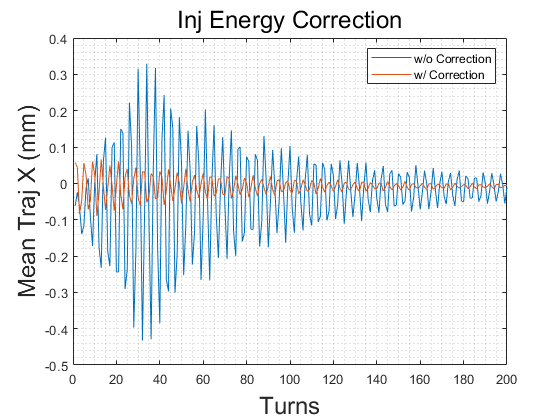 Inj Energy Correction
w/o Correction
w/ Correction
Mean Traj X (mm)
0.4
0.3
0.2
0.1
0
-0.1
-0.2
-0.3
-0.4
-0.5
0 20 40 60 80 100 120 140 160 180 200
Turns